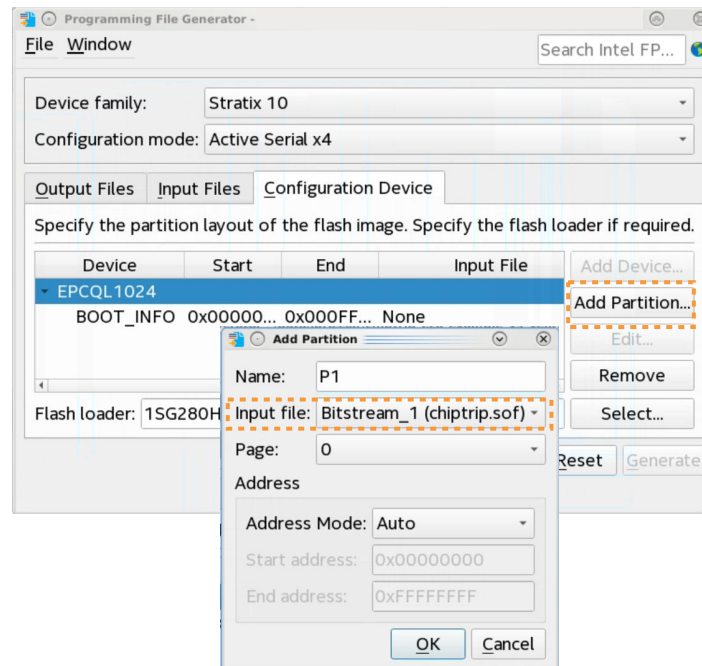 Programming File Generator -
File Window
Search Intel FP...
Device family: Stratix 10
Configuration mode: Active Serial x4
Output Files Input Files Configuration Device
Specify the partition layout of the flash image. Specify the flash loader if required.
Device Start End Input File
Add Device...
EPCQL1024
Add Partition...
BOOT_INFO 0x00000... 0x000FF... None
Edit...
Remove
Flash loader: 1SG280H
Select...
Reset Generate
Add Partition
Name: P1
Input file: Bitstream_1 (chiptrip.sof)
Page: 0
Address
Address Mode: Auto
Start address: 0x00000000
End address: 0xFFFFFFFF
OK Cancel